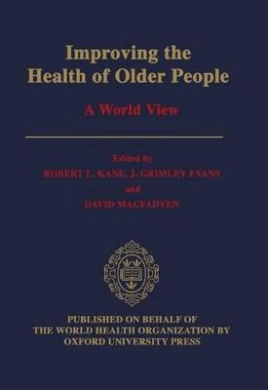 Improving the
Health of Older People
A World View
Edited by
ROBERT L. KANE, J. GRIMLEY EVANS
and
DAVID MACFADYEN
PUBLISHED ON BEHALF OF
THE WORLD HEALTH ORGANIZATION BY
OXFORD UNIVERSITY PRESS